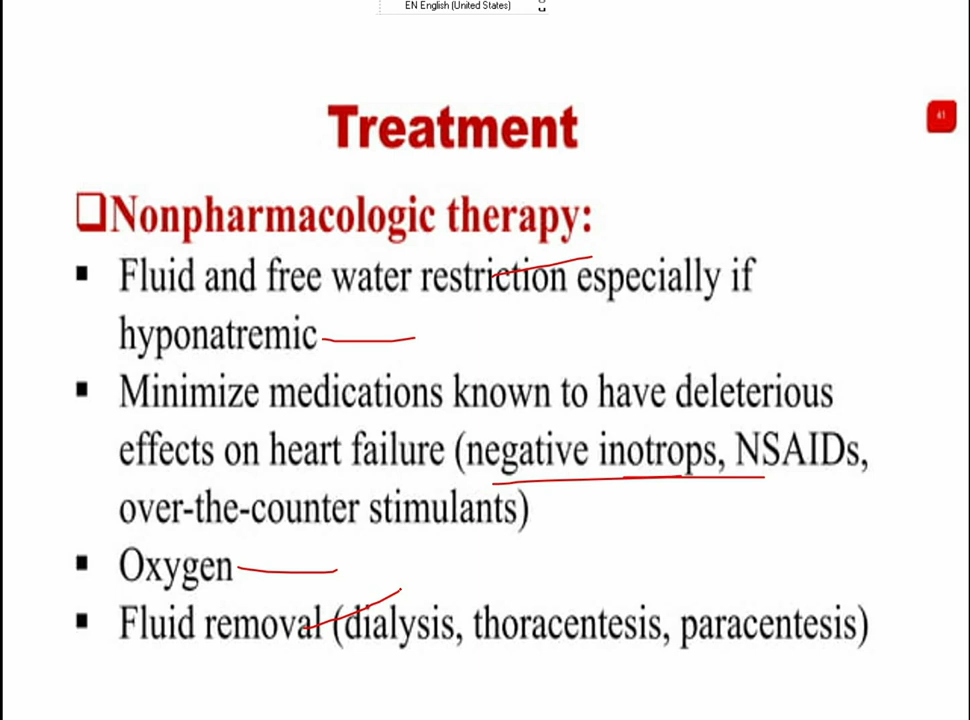 EN English (United States)
Treatment
41
Nonpharmacologic therapy:
Fluid and free water restriction especially if
hyponatremic
Minimize medications known to have deleterious
effects on heart failure (negative inotrops, NSAIDs,
over-the-counter stimulants)
Oxygen
Fluid removal (dialysis, thoracentesis, paracentesis)